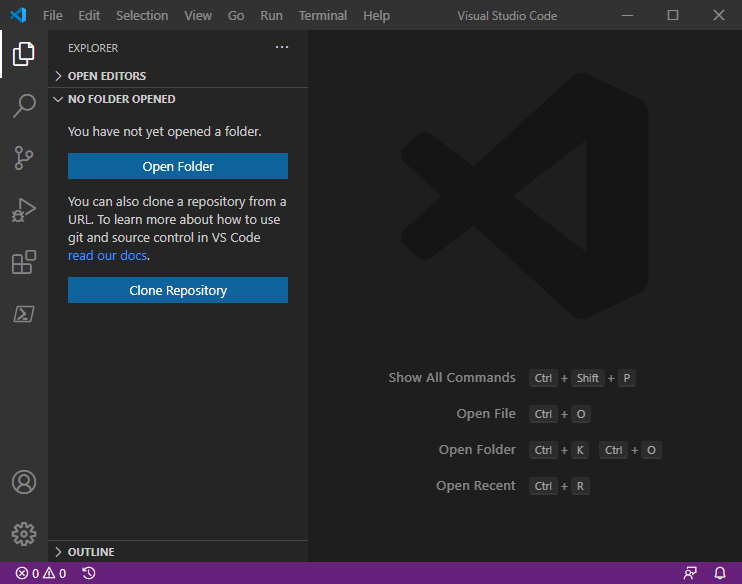 File Edit Selection View Go Run Terminal Help Visual Studio Code
EXPLORER
OPEN EDITORS
NO FOLDER OPENED
You have not yet opened a folder.
Open Folder
You can also clone a repository from a
URL. To learn more about how to use
git and source control in VS Code
read our docs.
Clone Repository
Show All Commands Ctrl + Shift + P
Open File Ctrl + O
Open Folder Ctrl + K Ctrl + O
Open Recent Ctrl + R
OUTLINE
0 0